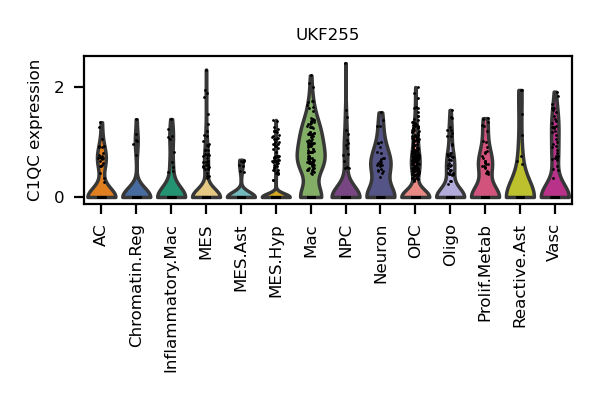 UKF255
C1QC expression
2
0
AC
Chromatin.Reg
Inflammatory.Mac
MES
MES.Ast
MES.Hyp
Mac
NPC
Neuron
OPC
Oligo
Prolif.Metab
Reactive.Ast
Vasc